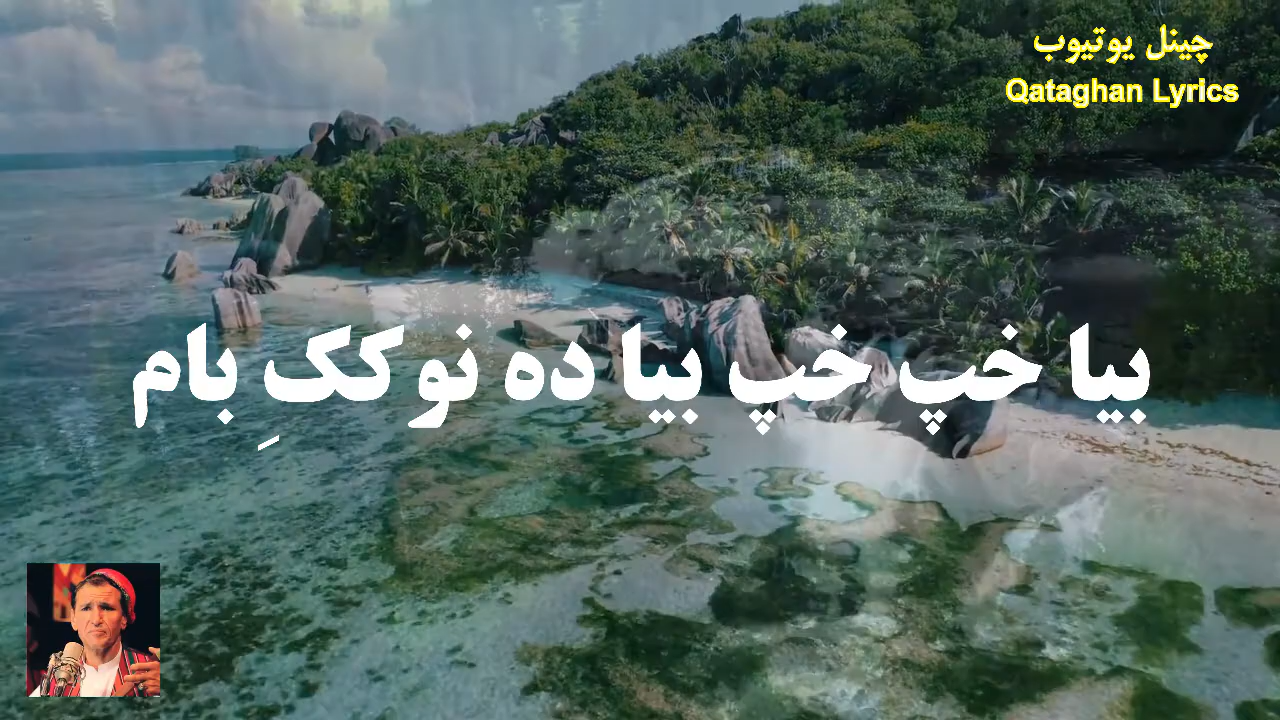 چینل یوتیوب
Qataghan Lyrics
بیا خپ خپ بیا ده نوککِ بام